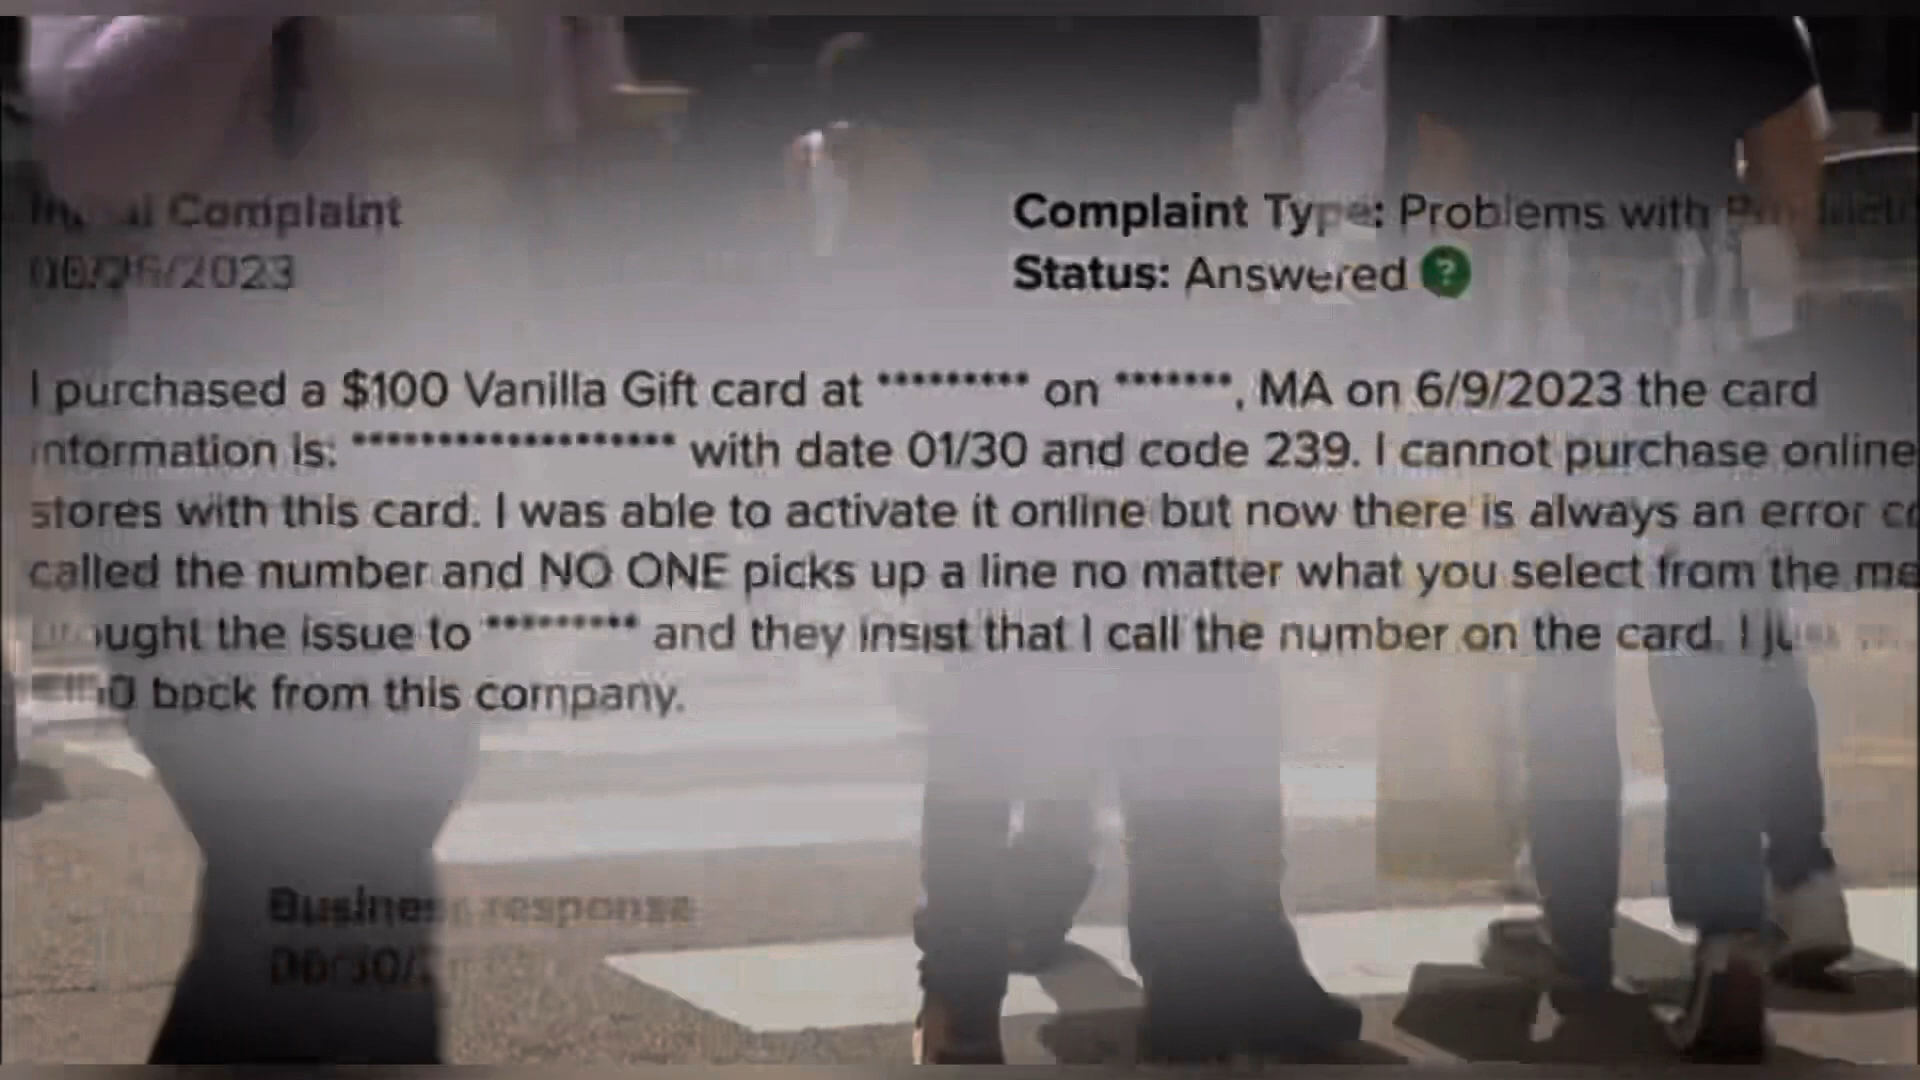 Complaint
Complaint Type: Problems with
/2023
Status: Answered ?
I purchased a $100 Vanilla Gift card at ********* on *******, MA on 6/9/2023 the card
information is: ******************* with date 01/30 and code 239. I cannot purchase online
stores with this card. I was able to activate it online but now there is always an error
called the number and NO ONE picks up a line no matter what you select from the
the issue to ********* and they insist that I call the number on the card. I
back from this company.
Business response